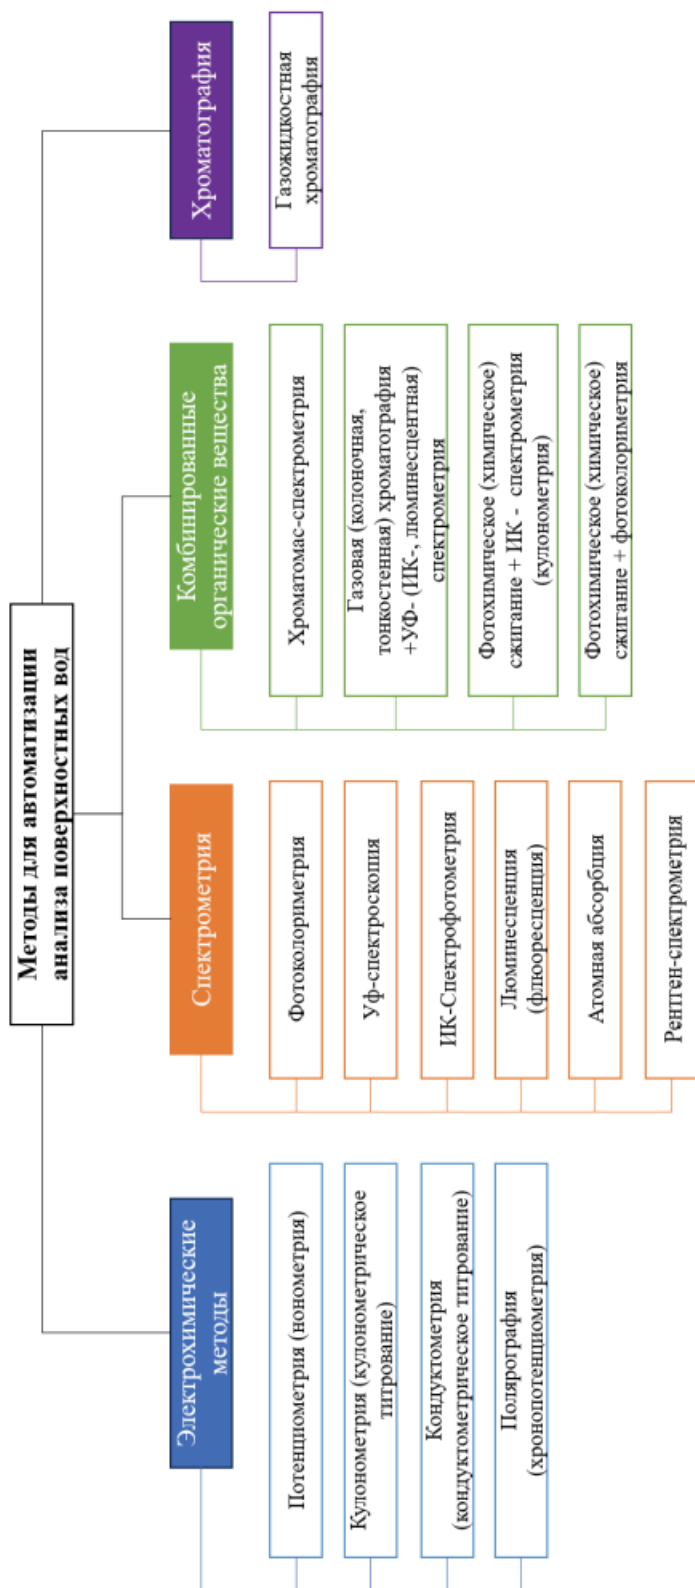 Методы для автоматизации
анализа поверхностных вод
Электрохимические
методы
Потенциометрия (нонометрия)
Кулонометрия (кулонометрическое
титрование)
Кондуктометрия
(кондуктометрическое титрование)
Полярография
(хронопотенциометрия)
Спектрометрия
Фотоколориметрия
Уф-спектроскопия
ИК-Спектрофотометрия
Люминесценция
(флюоресценция)
Атомная абсорбция
Рентген-спектрометрия
Комбинированные
органические вещества
Хроматомас-спектрометрия
Газовая (колоночная,
тонкостенная) хроматография
+УФ- (ИК-, люминесцентная)
спектрометрия
Фотохимическое (химическое)
сжигание + ИК - спектрометрия
(кулонометрия)
Фотохимическое (химическое)
сжигание + фотоколориметрия
Хроматография
Газожидкостная
хроматография